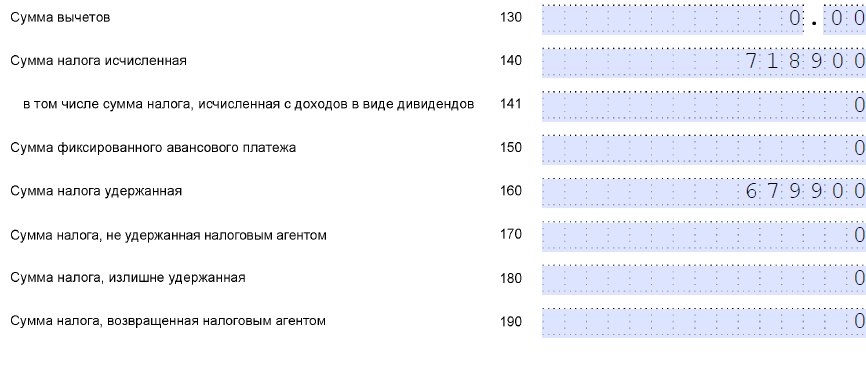 Сумма вычетов 130 0.00
Сумма налога исчисленная 140 718900
в том числе сумма налога, исчисленная с доходов в виде дивидендов 141 0
Сумма фиксированного авансового платежа 150 0
Сумма налога удержанная 160 679900
Сумма налога, не удержанная налоговым агентом 170 0
Сумма налога, излишне удержанная 180 0
Сумма налога, возвращенная налоговым агентом 190 0